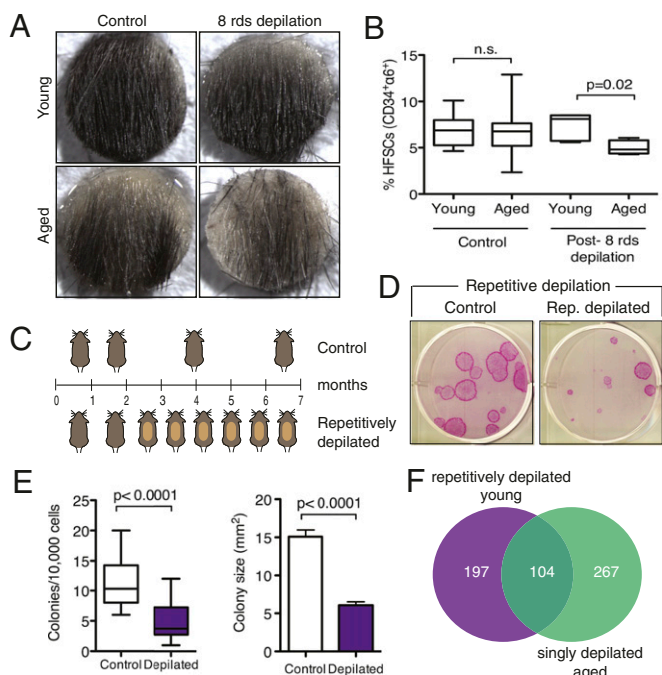 A
Control
8 rds depilation
Young
Aged
B
% HFSCs (CD34⁺α6⁺)
15
10
5
0
n.s.
p=0.02
Young
Aged
Young
Aged
Control
Post- 8 rds
depilation
C
Control
months
0 1 2 3 4 5 6 7
Repetitively
depilated
D
Repetitive depilation
Control
Rep. depilated
E
Colonies/10,000 cells
25
20
15
10
5
0
p< 0.0001
Control Depilated
Colony size (mm²)
20
15
10
5
0
p< 0.0001
Control Depilated
F
repetitively depilated
young
197
104
267
singly depilated
aged